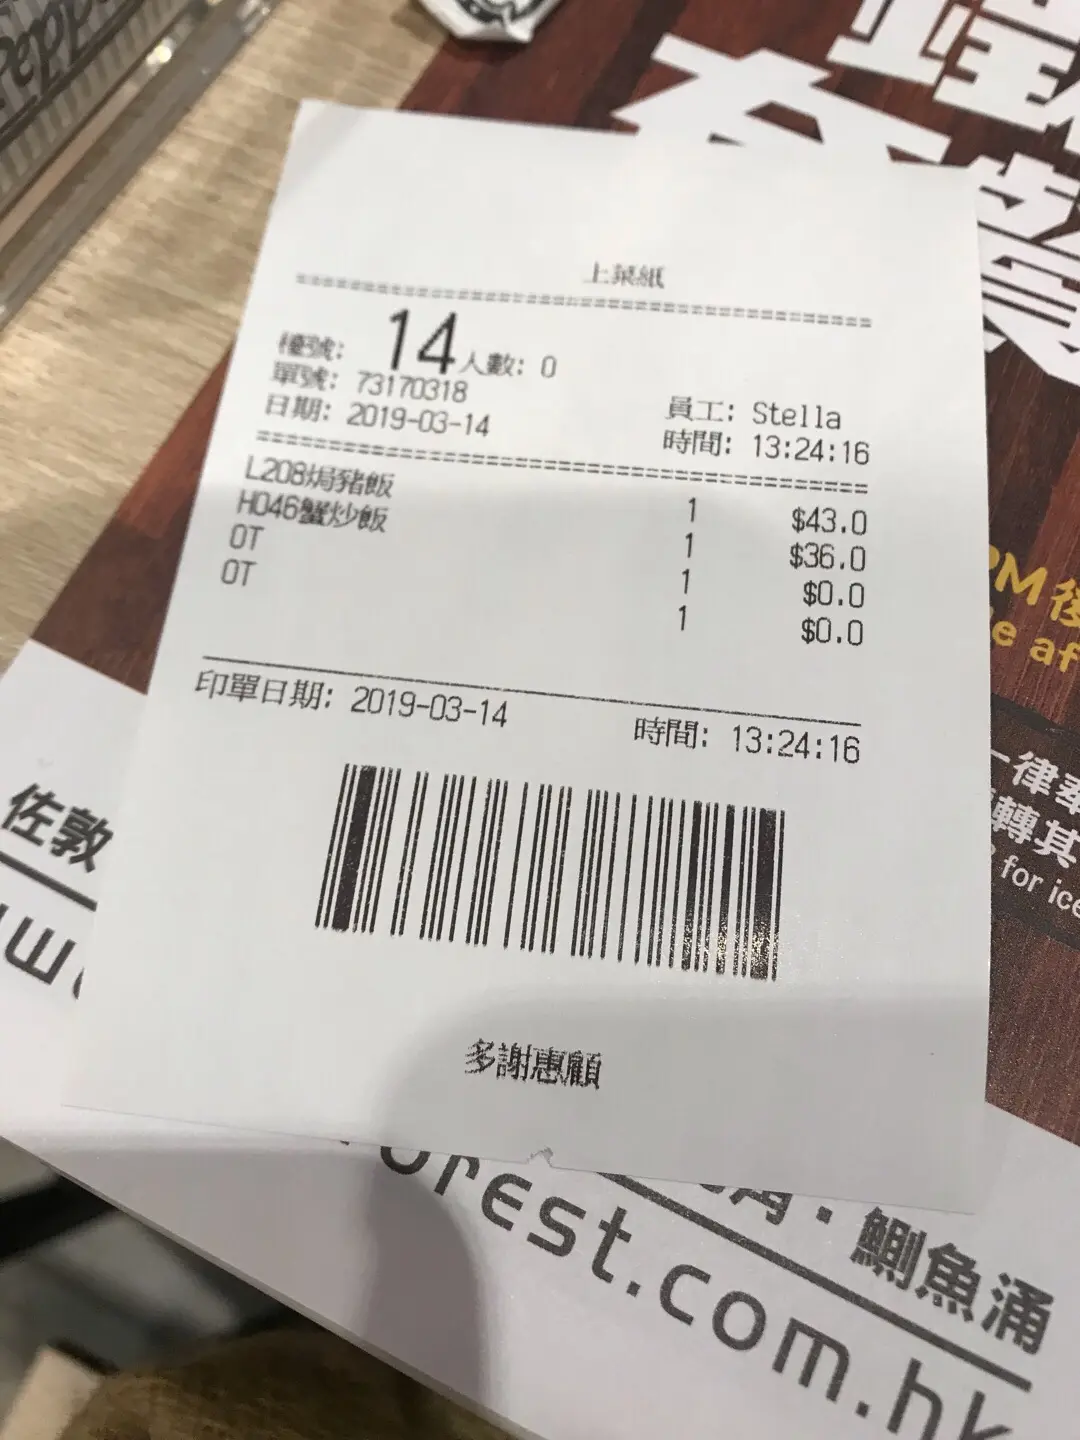 上菜紙
檯號: 14 人數: 0
單號: 73170318 員工: Stella
日期: 2019-03-14 時間: 13:24:16
L208焗豬飯 1 $43.0
H046蟹炒飯 1 $36.0
OT 1 $0.0
OT 1 $0.0
印單日期: 2019-03-14 時間: 13:24:16
多謝惠顧
PM後
e af
一律奉
轉其
for ice
佐敦
鰂魚涌
orest.com.hk